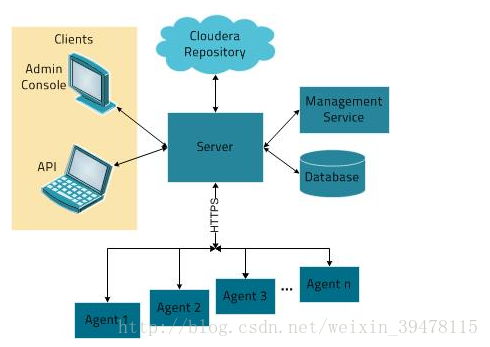 Clients
Admin
Console
API
Cloudera
Repository
Server
Management
Service
Database
HTTPS
Agent 1
Agent 2
Agent 3
...
Agent n
http://blog.csdn.net/weixin_39478115